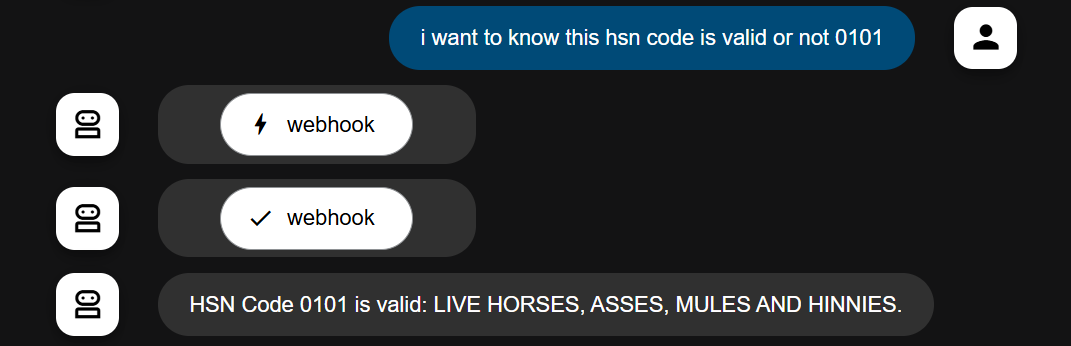 i want to know this hsn code is valid or not 0101
webhook
webhook
HSN Code 0101 is valid: LIVE HORSES, ASSES, MULES AND HINNIES.